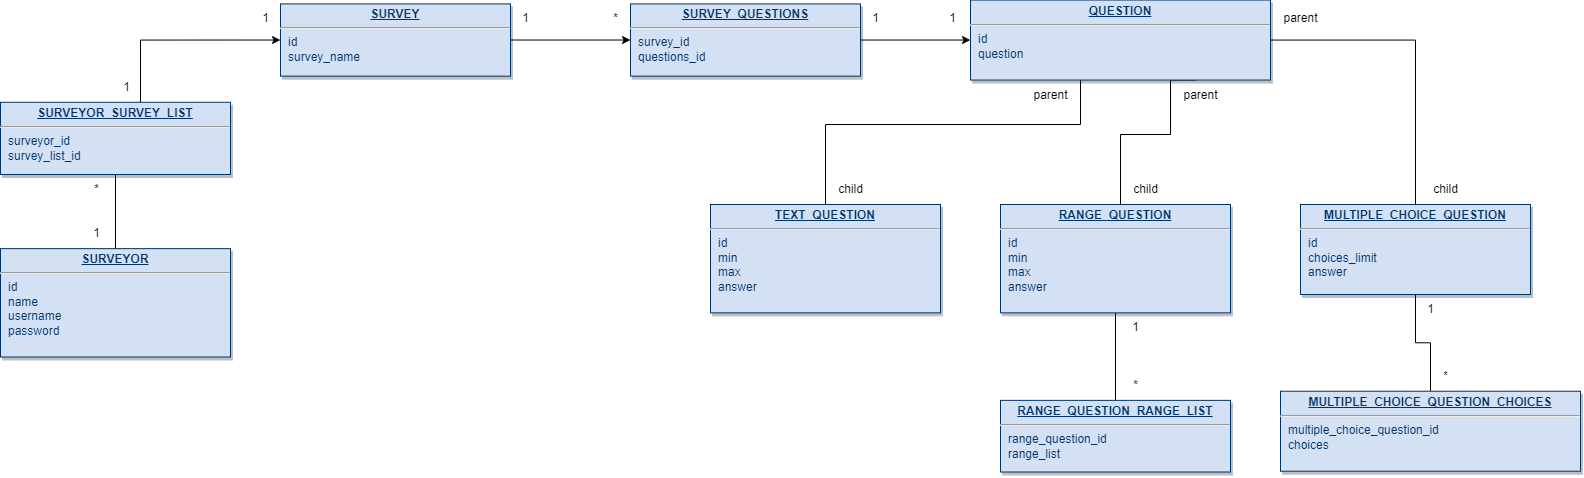 1
SURVEY
1
*
SURVEY_QUESTIONS
1
1
QUESTION
parent
id
survey_name
survey_id
questions_id
id
question
1
parent
parent
SURVEYOR_SURVEY_LIST
surveyor_id
survey_list_id
*
1
child
child
child
SURVEYOR
id
name
username
password
TEXT_QUESTION
id
min
max
answer
RANGE_QUESTION
id
min
max
answer
MULTIPLE_CHOICE_QUESTION
id
choices_limit
answer
1
1
*
*
RANGE_QUESTION_RANGE_LIST
range_question_id
range_list
MULTIPLE_CHOICE_QUESTION_CHOICES
multiple_choice_question_id
choices